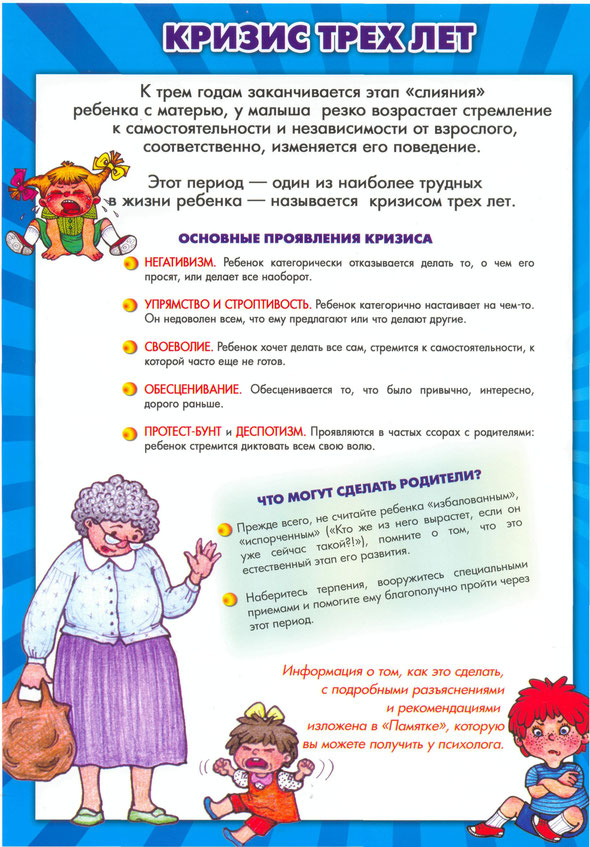 КРИЗИС ТРЕХ ЛЕТ
К трем годам заканчивается этап «слияния»
ребенка с матерью, у малыша резко возрастает стремление
к самостоятельности и независимости от взрослого,
соответственно, изменяется его поведение.
Этот период — один из наиболее трудных
в жизни ребенка — называется кризисом трех лет.
ОСНОВНЫЕ ПРОЯВЛЕНИЯ КРИЗИСА
НЕГАТИВИЗМ. Ребенок категорически отказывается делать то, о чем его
просят, или делает все наоборот.
УПРЯМСТВО И СТРОПТИВОСТЬ. Ребенок категорично настаивает на чем-то.
Он недоволен всем, что ему предлагают или что делают другие.
СВОЕВОЛИЕ. Ребенок хочет делать все сам, стремится к самостоятельности, к
которой часто еще не готов.
ОБЕСЦЕНИВАНИЕ. Обесценивается то, что было привычно, интересно,
дорого раньше.
ПРОТЕСТ-БУНТ и ДЕСПОТИЗМ. Проявляются в частых ссорах с родителями:
ребенок стремится диктовать всем свою волю.
ЧТО МОГУТ СДЕЛАТЬ РОДИТЕЛИ?
Прежде всего, не считайте ребенка «избалованным»,
«испорченным» («Кто же из него вырастет, если он
уже сейчас такой?!»), помните о том, что это
естественный этап его развития.
Наберитесь терпения, вооружитесь специальными
приемами и помогите ему благополучно пройти через
этот период.
Информация о том, как это сделать,
с подробными разъяснениями
и рекомендациями
изложена в «Памятке», которую
вы можете получить у психолога.